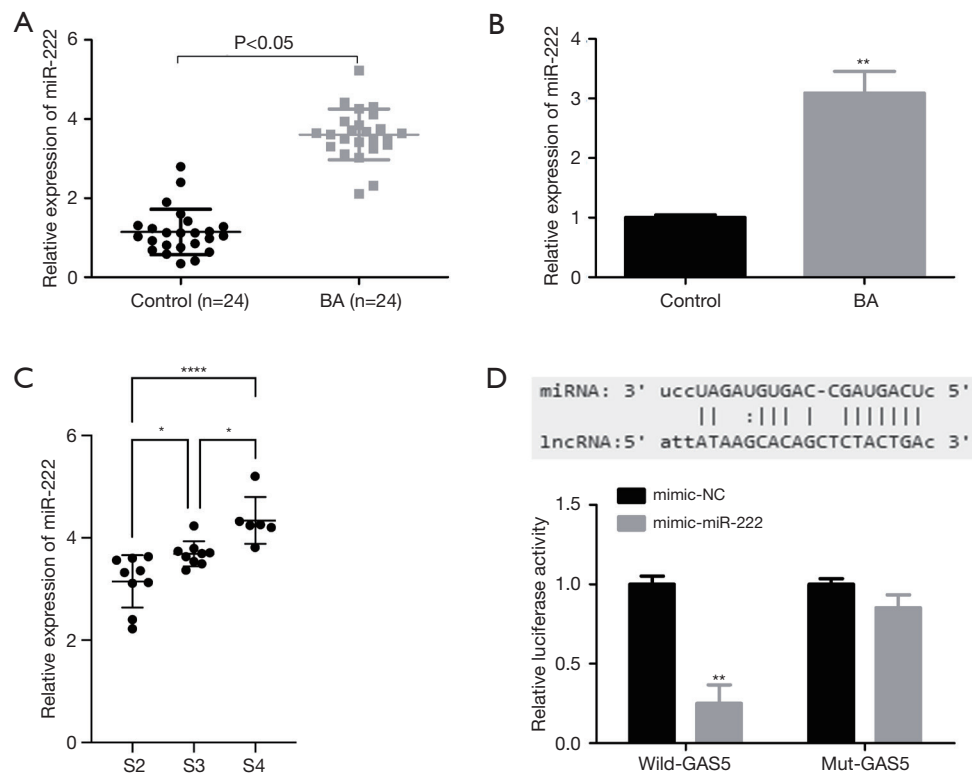 A
Relative expression of miR-222
6
4
2
0
P<0.05
Control (n=24)
BA (n=24)
B
Relative expression of miR-222
4
3
2
1
0
**
Control
BA
C
Relative expression of miR-222
6
4
2
0
****
*
*
S2
S3
S4
D
miRNA: 3' uccUAGAUGUGAC-CGAUGACUc 5'
|| :||| | |||||||
lncRNA:5' attATAAGCACAGCTCTACTGAc 3'
mimic-NC
mimic-miR-222
Relative luciferase activity
1.5
1.0
0.5
0.0
**
Wild-GAS5
Mut-GAS5